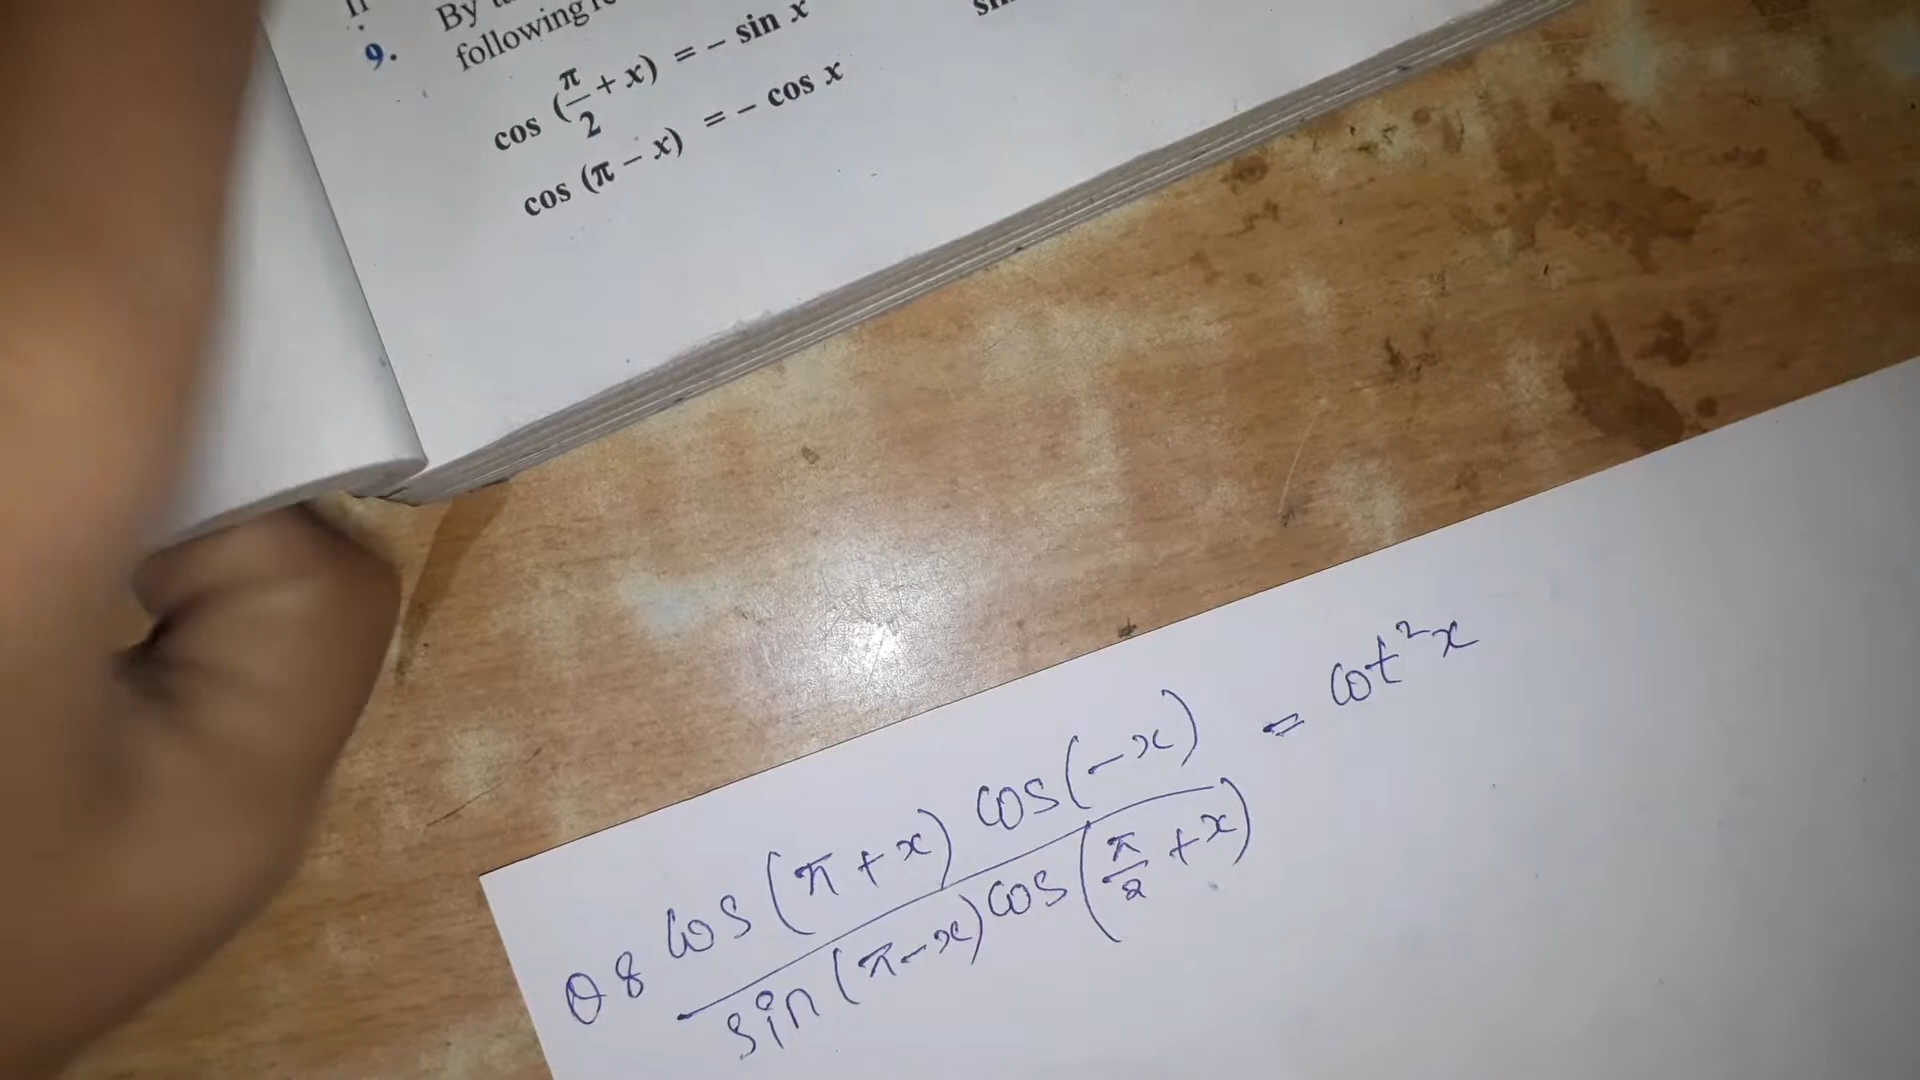 9. By
following
cos (π/2 + x) = – sin x
cos (π – x) = – cos x
Q8 cos(π+x) cos(-x) / sin(π-x) cos(π/2 + x) = cot²x